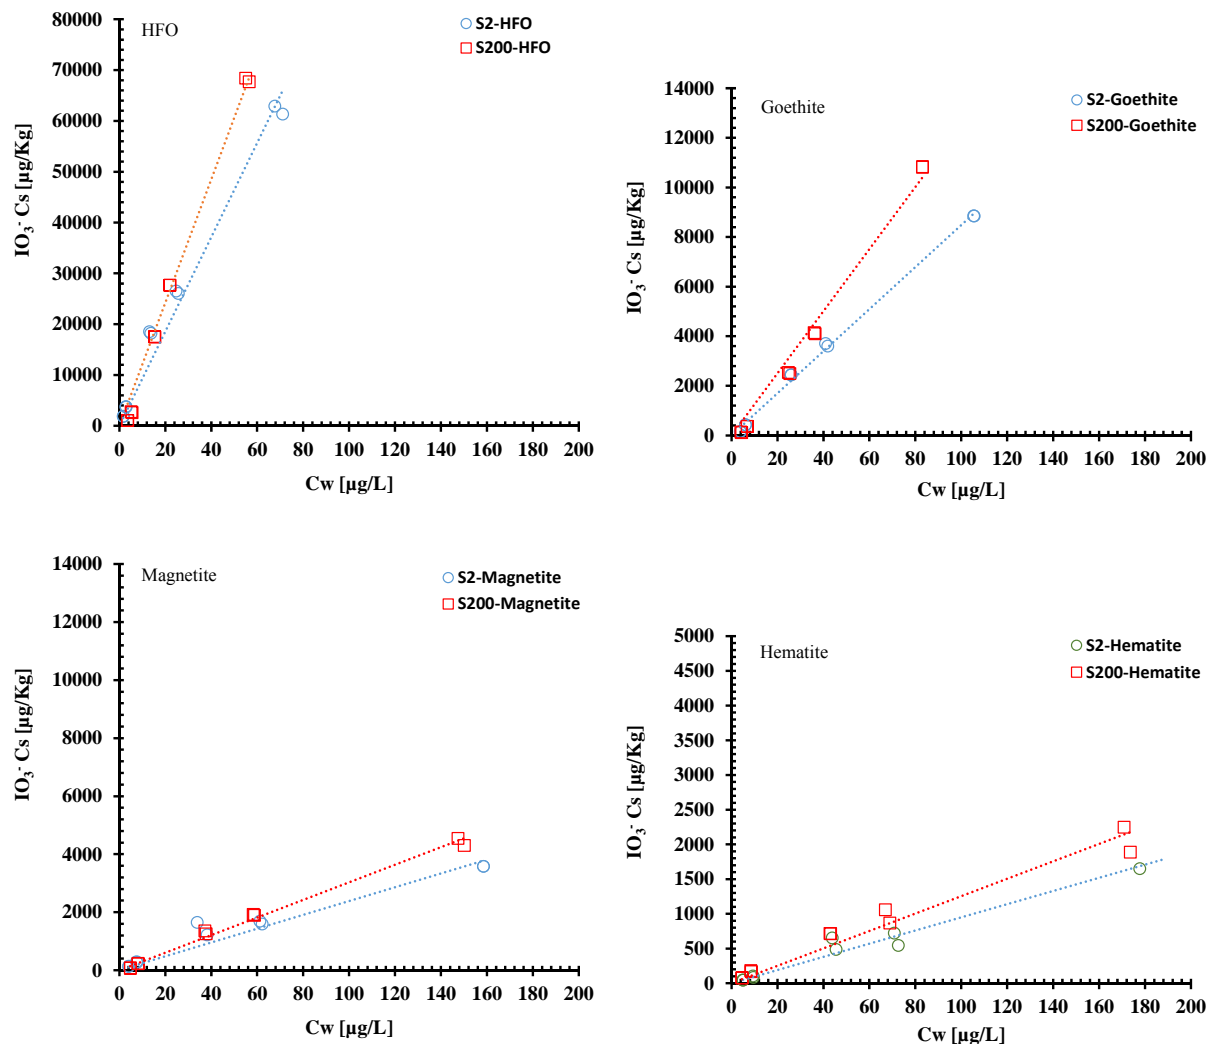 HFO
S2-HFO
S200-HFO
80000
70000
60000
50000
40000
30000
20000
10000
0
IO₃⁻ Cs [µg/Kg]
0 20 40 60 80 100 120 140 160 180 200
Cw [µg/L]
Goethite
S2-Goethite
S200-Goethite
14000
12000
10000
8000
6000
4000
2000
0
IO₃⁻ Cs [µg/Kg]
0 20 40 60 80 100 120 140 160 180 200
Cw [µg/L]
Magnetite
S2-Magnetite
S200-Magnetite
14000
12000
10000
8000
6000
4000
2000
0
IO₃⁻ Cs [µg/Kg]
0 20 40 60 80 100 120 140 160 180 200
Cw [µg/L]
Hematite
S2-Hematite
S200-Hematite
5000
4500
4000
3500
3000
2500
2000
1500
1000
500
0
IO₃⁻ Cs [µg/Kg]
0 20 40 60 80 100 120 140 160 180 200
Cw [µg/L]